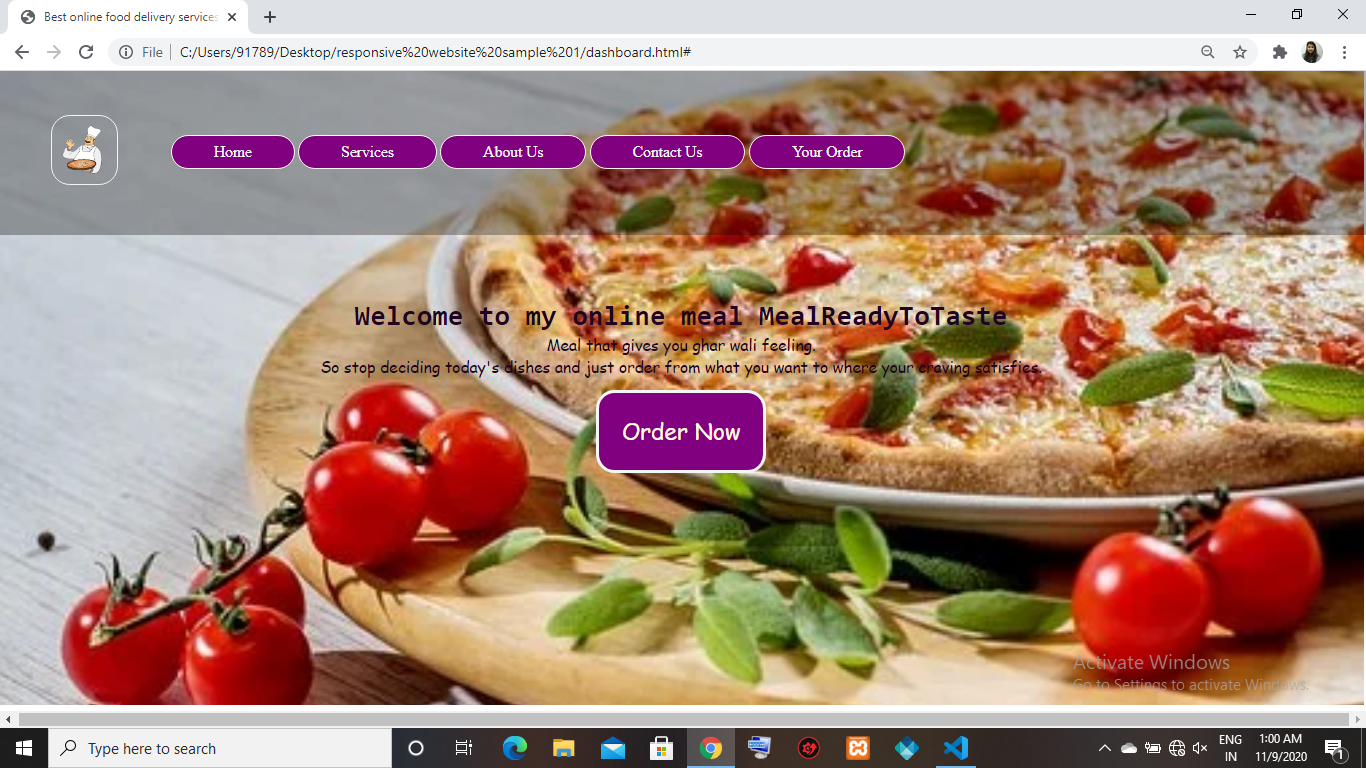 Best online food delivery services
File
C:/Users/91789/Desktop/responsive%20website%20sample%201/dashboard.html#
Home
Services
About Us
Contact Us
Your Order
Welcome to my online meal MealReadyToTaste
Meal that gives you ghar wali feeling.
So stop deciding today's dishes and just order from what you want to where your craving satisfies.
Order Now
Activate Windows
Go to Settings to activate Windows.
Type here to search
ENG
IN
1:00 AM
11/9/2020
1